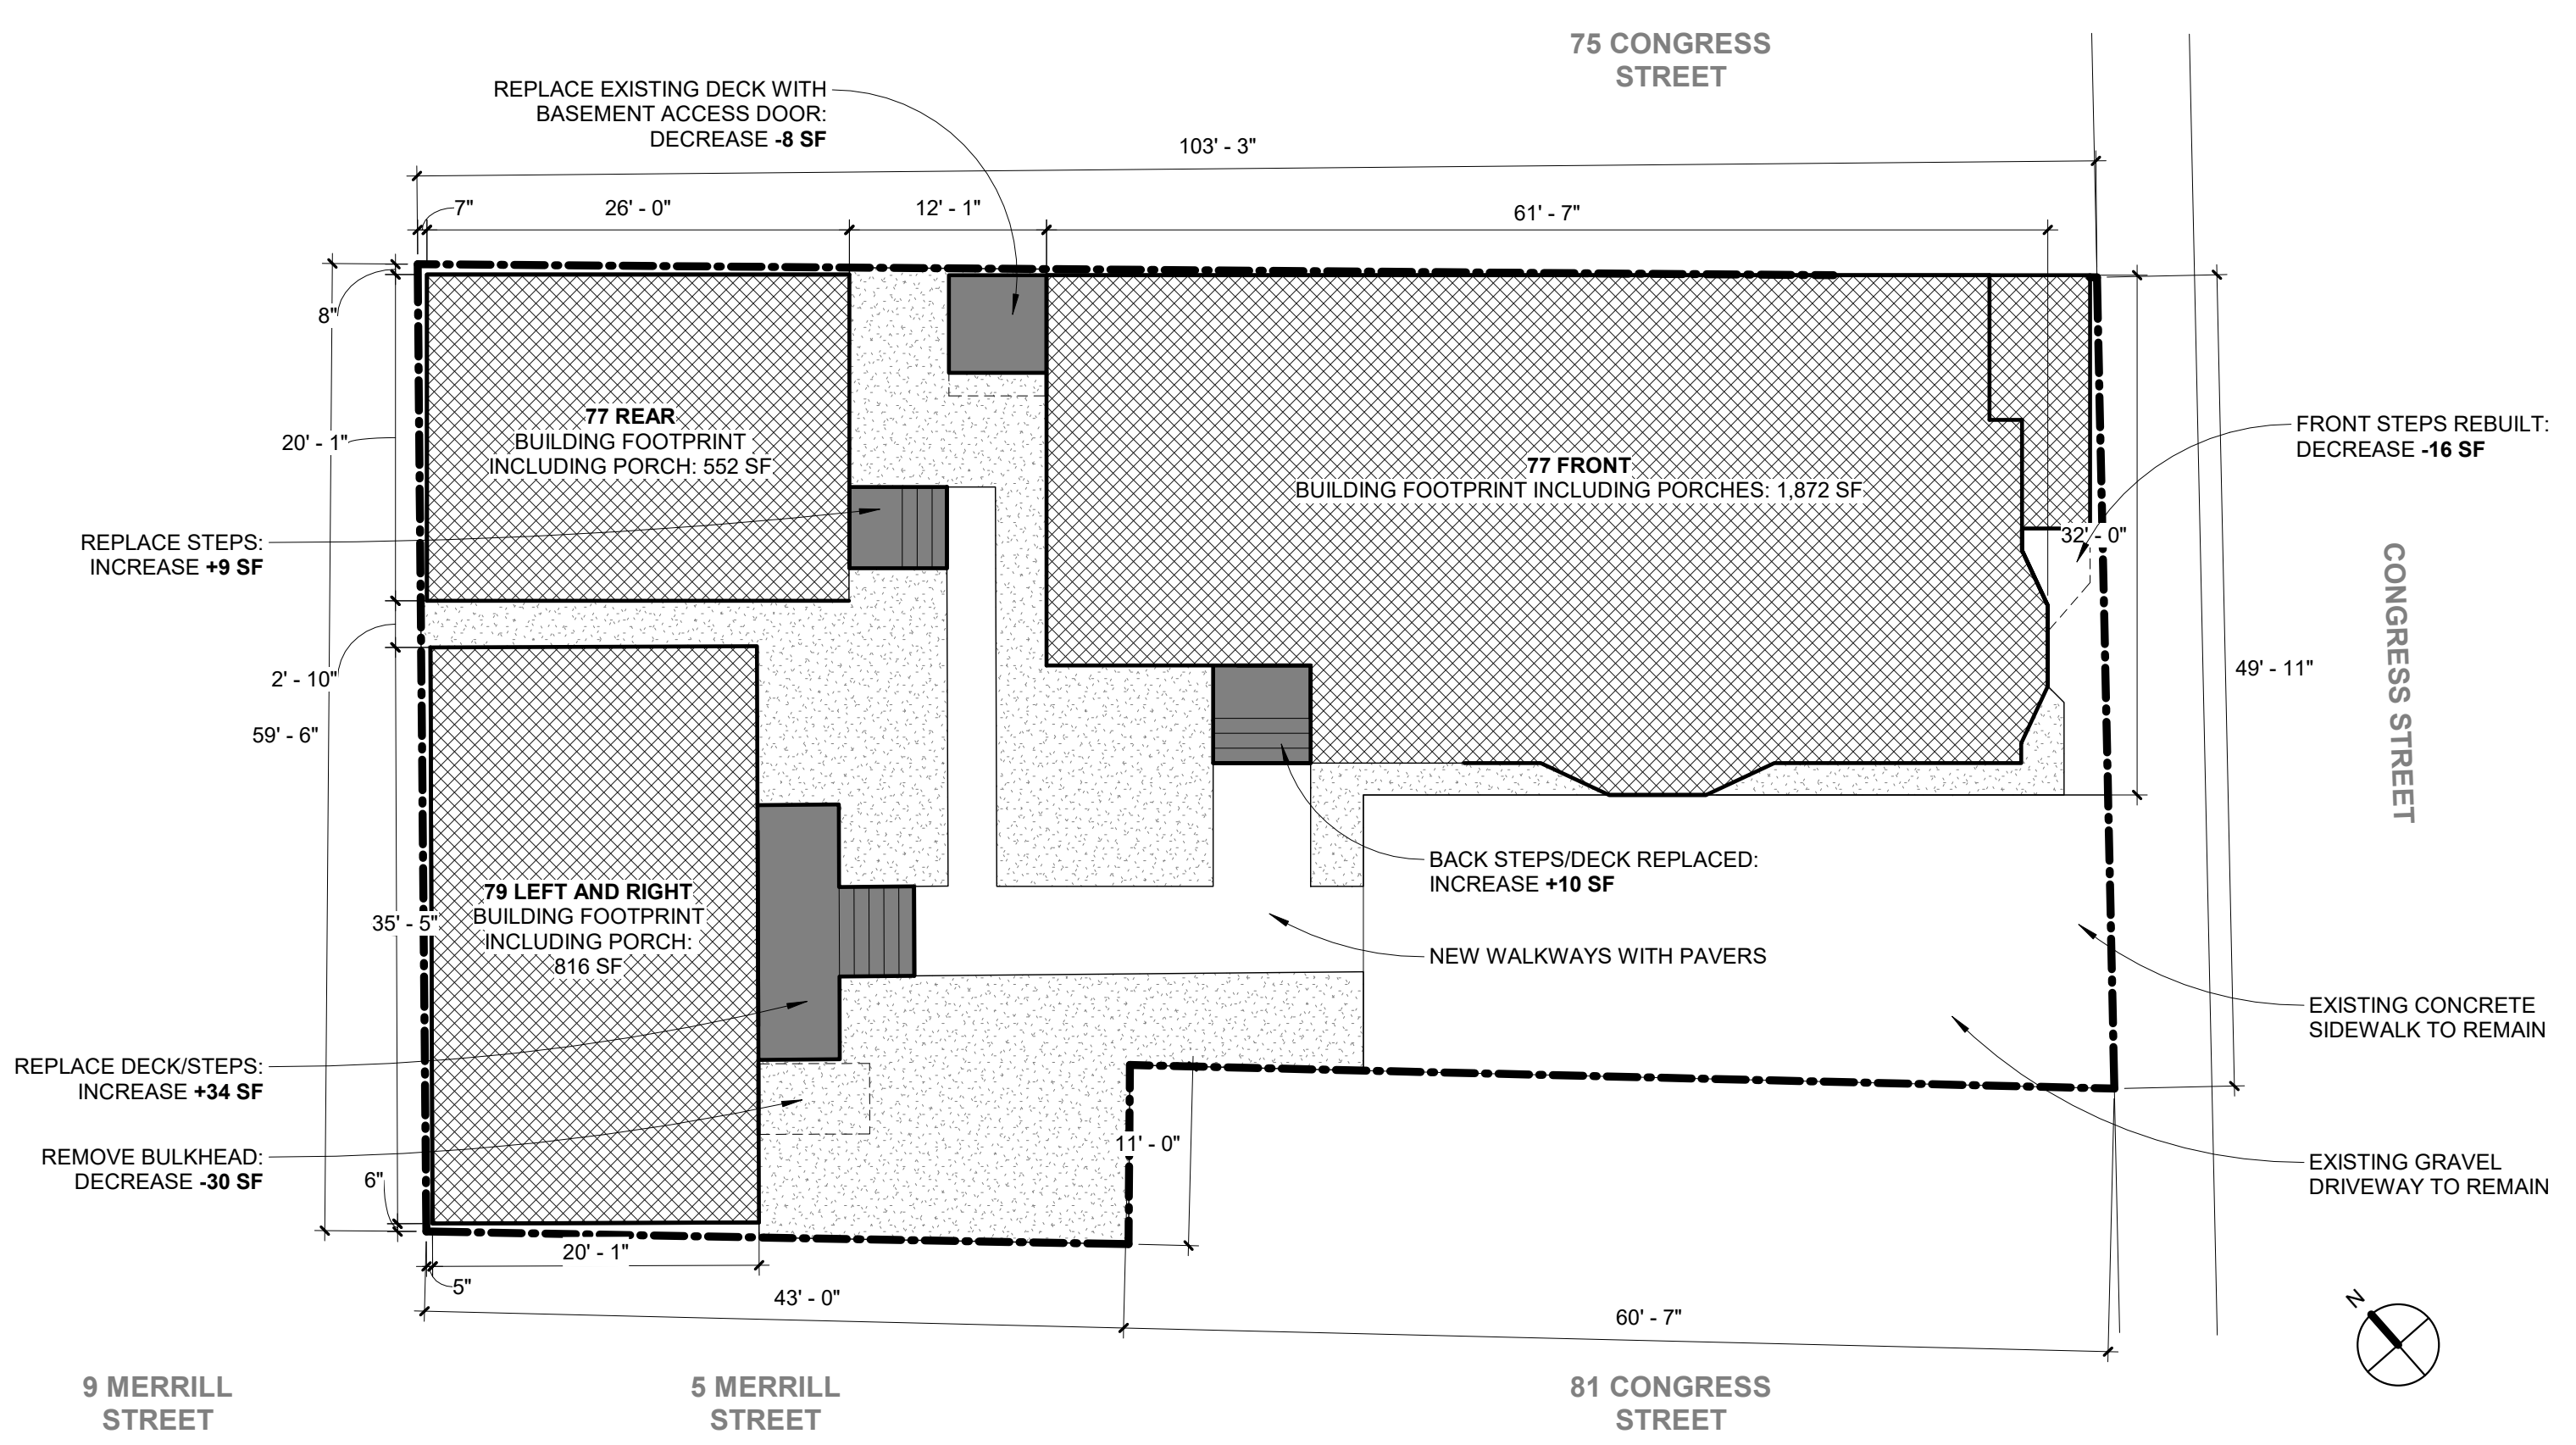 75 CONGRESS
STREET
REPLACE EXISTING DECK WITH
BASEMENT ACCESS DOOR:
DECREASE -8 SF
103' - 3"
7"
26' - 0"
12' - 1"
61' - 7"
8"
20' - 1"
77 REAR
BUILDING FOOTPRINT
INCLUDING PORCH: 552 SF
77 FRONT
BUILDING FOOTPRINT INCLUDING PORCHES: 1,872 SF
FRONT STEPS REBUILT:
DECREASE -16 SF
32' - 0"
REPLACE STEPS:
INCREASE +9 SF
CONGRESS STREET
49' - 11"
2' - 10"
59' - 6"
BACK STEPS/DECK REPLACED:
INCREASE +10 SF
79 LEFT AND RIGHT
BUILDING FOOTPRINT
INCLUDING PORCH:
816 SF
35' - 5"
NEW WALKWAYS WITH PAVERS
EXISTING CONCRETE
SIDEWALK TO REMAIN
REPLACE DECK/STEPS:
INCREASE +34 SF
11' - 0"
REMOVE BULKHEAD:
DECREASE -30 SF
6"
EXISTING GRAVEL
DRIVEWAY TO REMAIN
20' - 1"
5"
43' - 0"
60' - 7"
N
9 MERRILL
STREET
5 MERRILL
STREET
81 CONGRESS
STREET